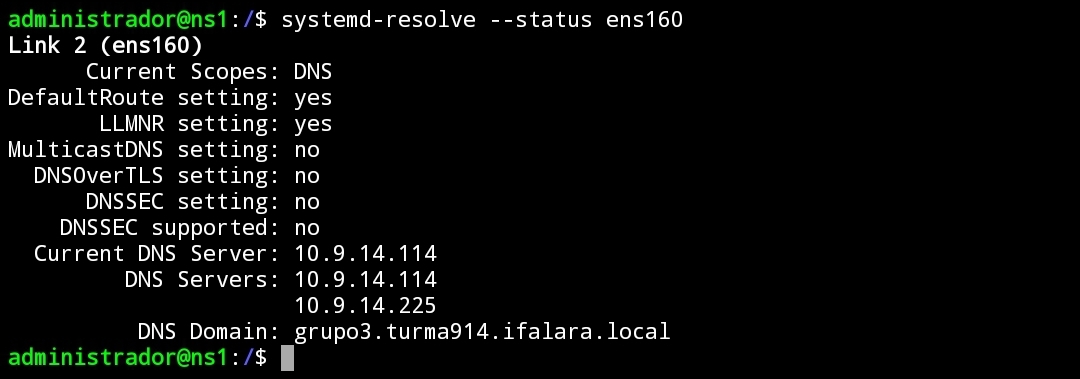 administrador@ns1:/$ systemd-resolve --status ens160
Link 2 (ens160)
Current Scopes: DNS
DefaultRoute setting: yes
LLMNR setting: yes
MulticastDNS setting: no
DNSOverTLS setting: no
DNSSEC setting: no
DNSSEC supported: no
Current DNS Server: 10.9.14.114
DNS Servers: 10.9.14.114
10.9.14.225
DNS Domain: grupo3.turma914.ifalara.local
administrador@ns1:/$